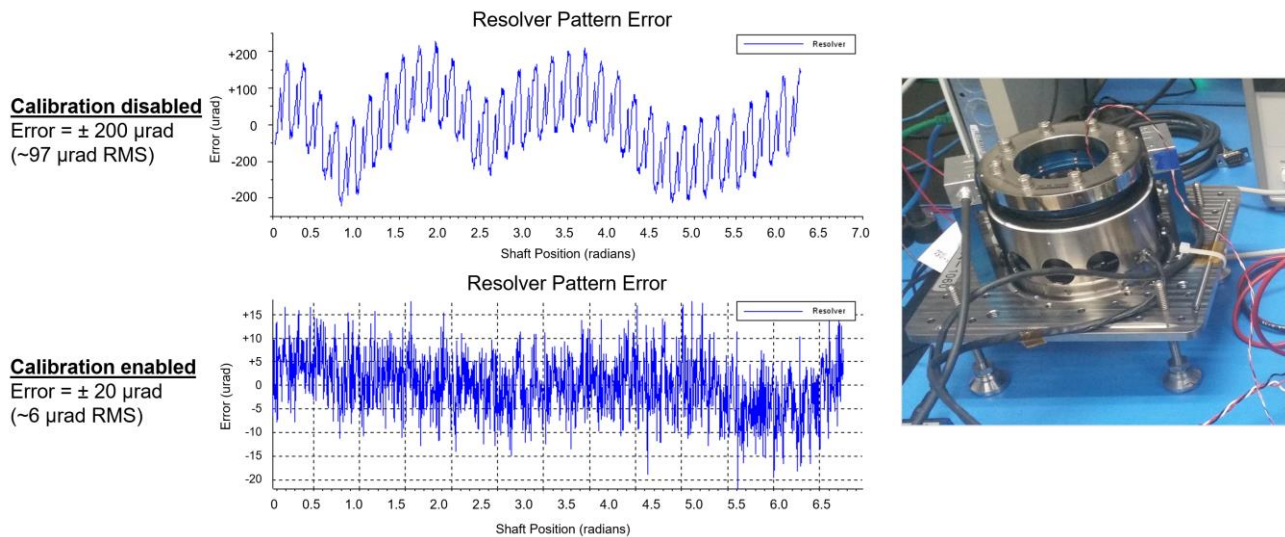 Resolver Pattern Error
Resolver
+200
+100
0
-200
-200
Error (urad)
0 0.5 1.0 1.5 2.0 2.5 3.0 3.5 4.0 4.5 5.0 5.5 6.0 6.5 7.0
Shaft Position (radians)
Calibration disabled
Error = ± 200 µrad
(~97 µrad RMS)
Resolver Pattern Error
Resolver
+15
+10
+5
0
-5
-10
-15
-20
Error (urad)
0 0.5 1.0 1.5 2.0 2.5 3.0 3.5 4.0 4.5 5.0 5.5 6.0 6.5
Shaft Position (radians)
Calibration enabled
Error = ± 20 µrad
(~6 µrad RMS)